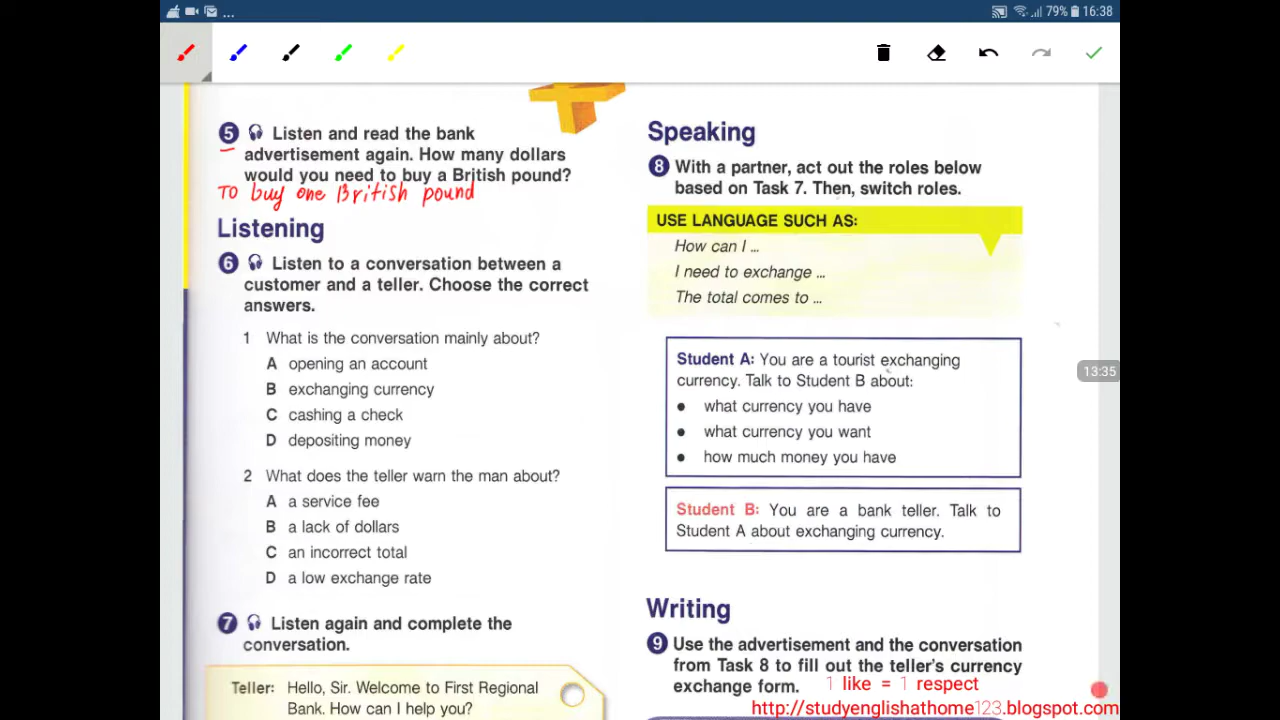 ... 79% 16:38
5 Listen and read the bank
advertisement again. How many dollars
would you need to buy a British pound?
To buy one British pound
Listening
6 Listen to a conversation between a
customer and a teller. Choose the correct
answers.
1 What is the conversation mainly about?
A opening an account
B exchanging currency
C cashing a check
D depositing money
2 What does the teller warn the man about?
A a service fee
B a lack of dollars
C an incorrect total
D a low exchange rate
7 Listen again and complete the
conversation.
Teller: Hello, Sir. Welcome to First Regional
Bank. How can I help you?
Speaking
8 With a partner, act out the roles below
based on Task 7. Then, switch roles.
USE LANGUAGE SUCH AS:
How can I ...
I need to exchange ...
The total comes to ...
Student A: You are a tourist exchanging
currency. Talk to Student B about:
• what currency you have
• what currency you want
• how much money you have
Student B: You are a bank teller. Talk to
Student A about exchanging currency.
13:35
Writing
9 Use the advertisement and the conversation
from Task 8 to fill out the teller's currency
exchange form.
1 like = 1 respect
http://studyenglishathome123.blogspot.com